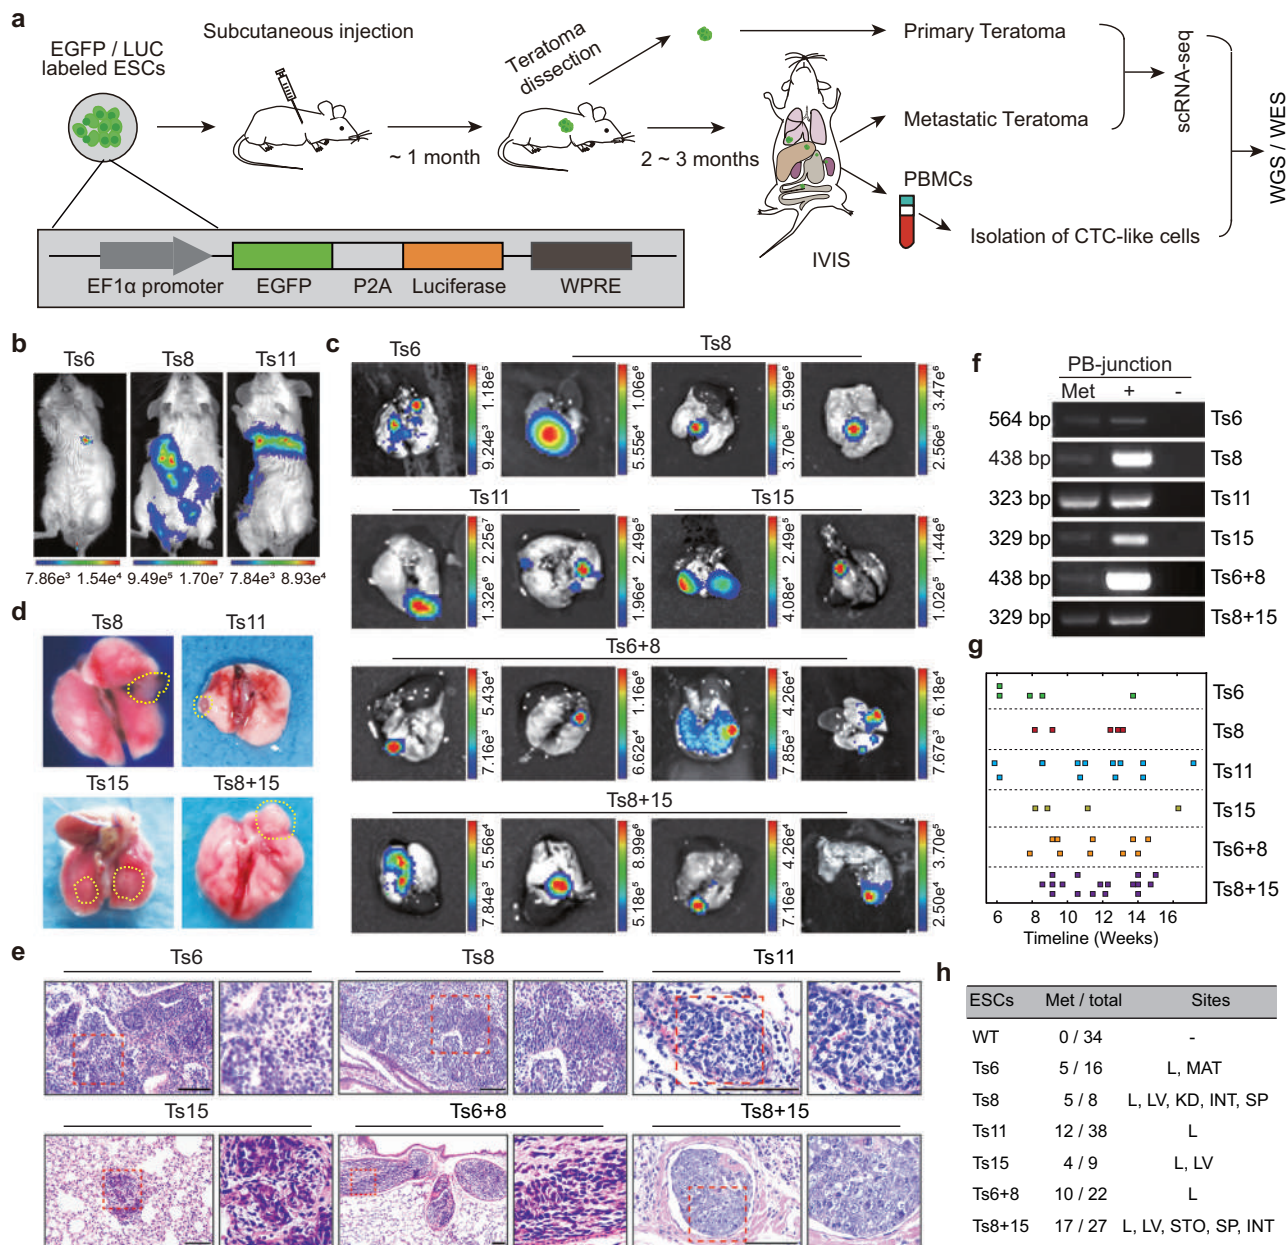 a
EGFP / LUC
labeled ESCs
Subcutaneous injection
Teratoma
dissection
Primary Teratoma
Metastatic Teratoma
scRNA-seq
WGS / WES
~ 1 month
2 ~ 3 months
PBMCs
Isolation of CTC-like cells
IVIS
EF1α promoter
EGFP
P2A
Luciferase
WPRE
b
Ts6
Ts8
Ts11
7.86e³ 1.54e⁴
9.49e⁵ 1.70e⁷
7.84e³ 8.93e⁴
c
Ts6
Ts8
9.24e³ 1.18e⁵
5.55e⁴ 1.06e⁶
3.70e⁵ 5.99e⁶
2.56e⁵ 3.47e⁶
Ts11
Ts15
1.32e⁶ 2.25e⁷
1.96e⁴ 2.49e⁵
4.08e⁴ 2.49e⁵
1.02e⁵ 1.44e⁶
Ts6+8
7.16e³ 5.43e⁴
6.62e⁴ 1.16e⁶
7.85e³ 4.26e⁴
7.67e³ 6.18e⁴
Ts8+15
7.84e³ 5.56e⁴
5.18e⁵ 8.99e⁶
7.16e³ 4.26e⁴
2.50e⁴ 3.70e⁵
d
Ts8
Ts11
Ts15
Ts8+15
e
Ts6
Ts8
Ts11
Ts15
Ts6+8
Ts8+15
f
PB-junction
Met + -
564 bp Ts6
438 bp Ts8
323 bp Ts11
329 bp Ts15
438 bp Ts6+8
329 bp Ts8+15
g
Ts6
Ts8
Ts11
Ts15
Ts6+8
Ts8+15
6 8 10 12 14 16
Timeline (Weeks)
h
ESCs Met / total Sites
WT 0 / 34 -
Ts6 5 / 16 L, MAT
Ts8 5 / 8 L, LV, KD, INT, SP
Ts11 12 / 38 L
Ts15 4 / 9 L, LV
Ts6+8 10 / 22 L
Ts8+15 17 / 27 L, LV, STO, SP, INT